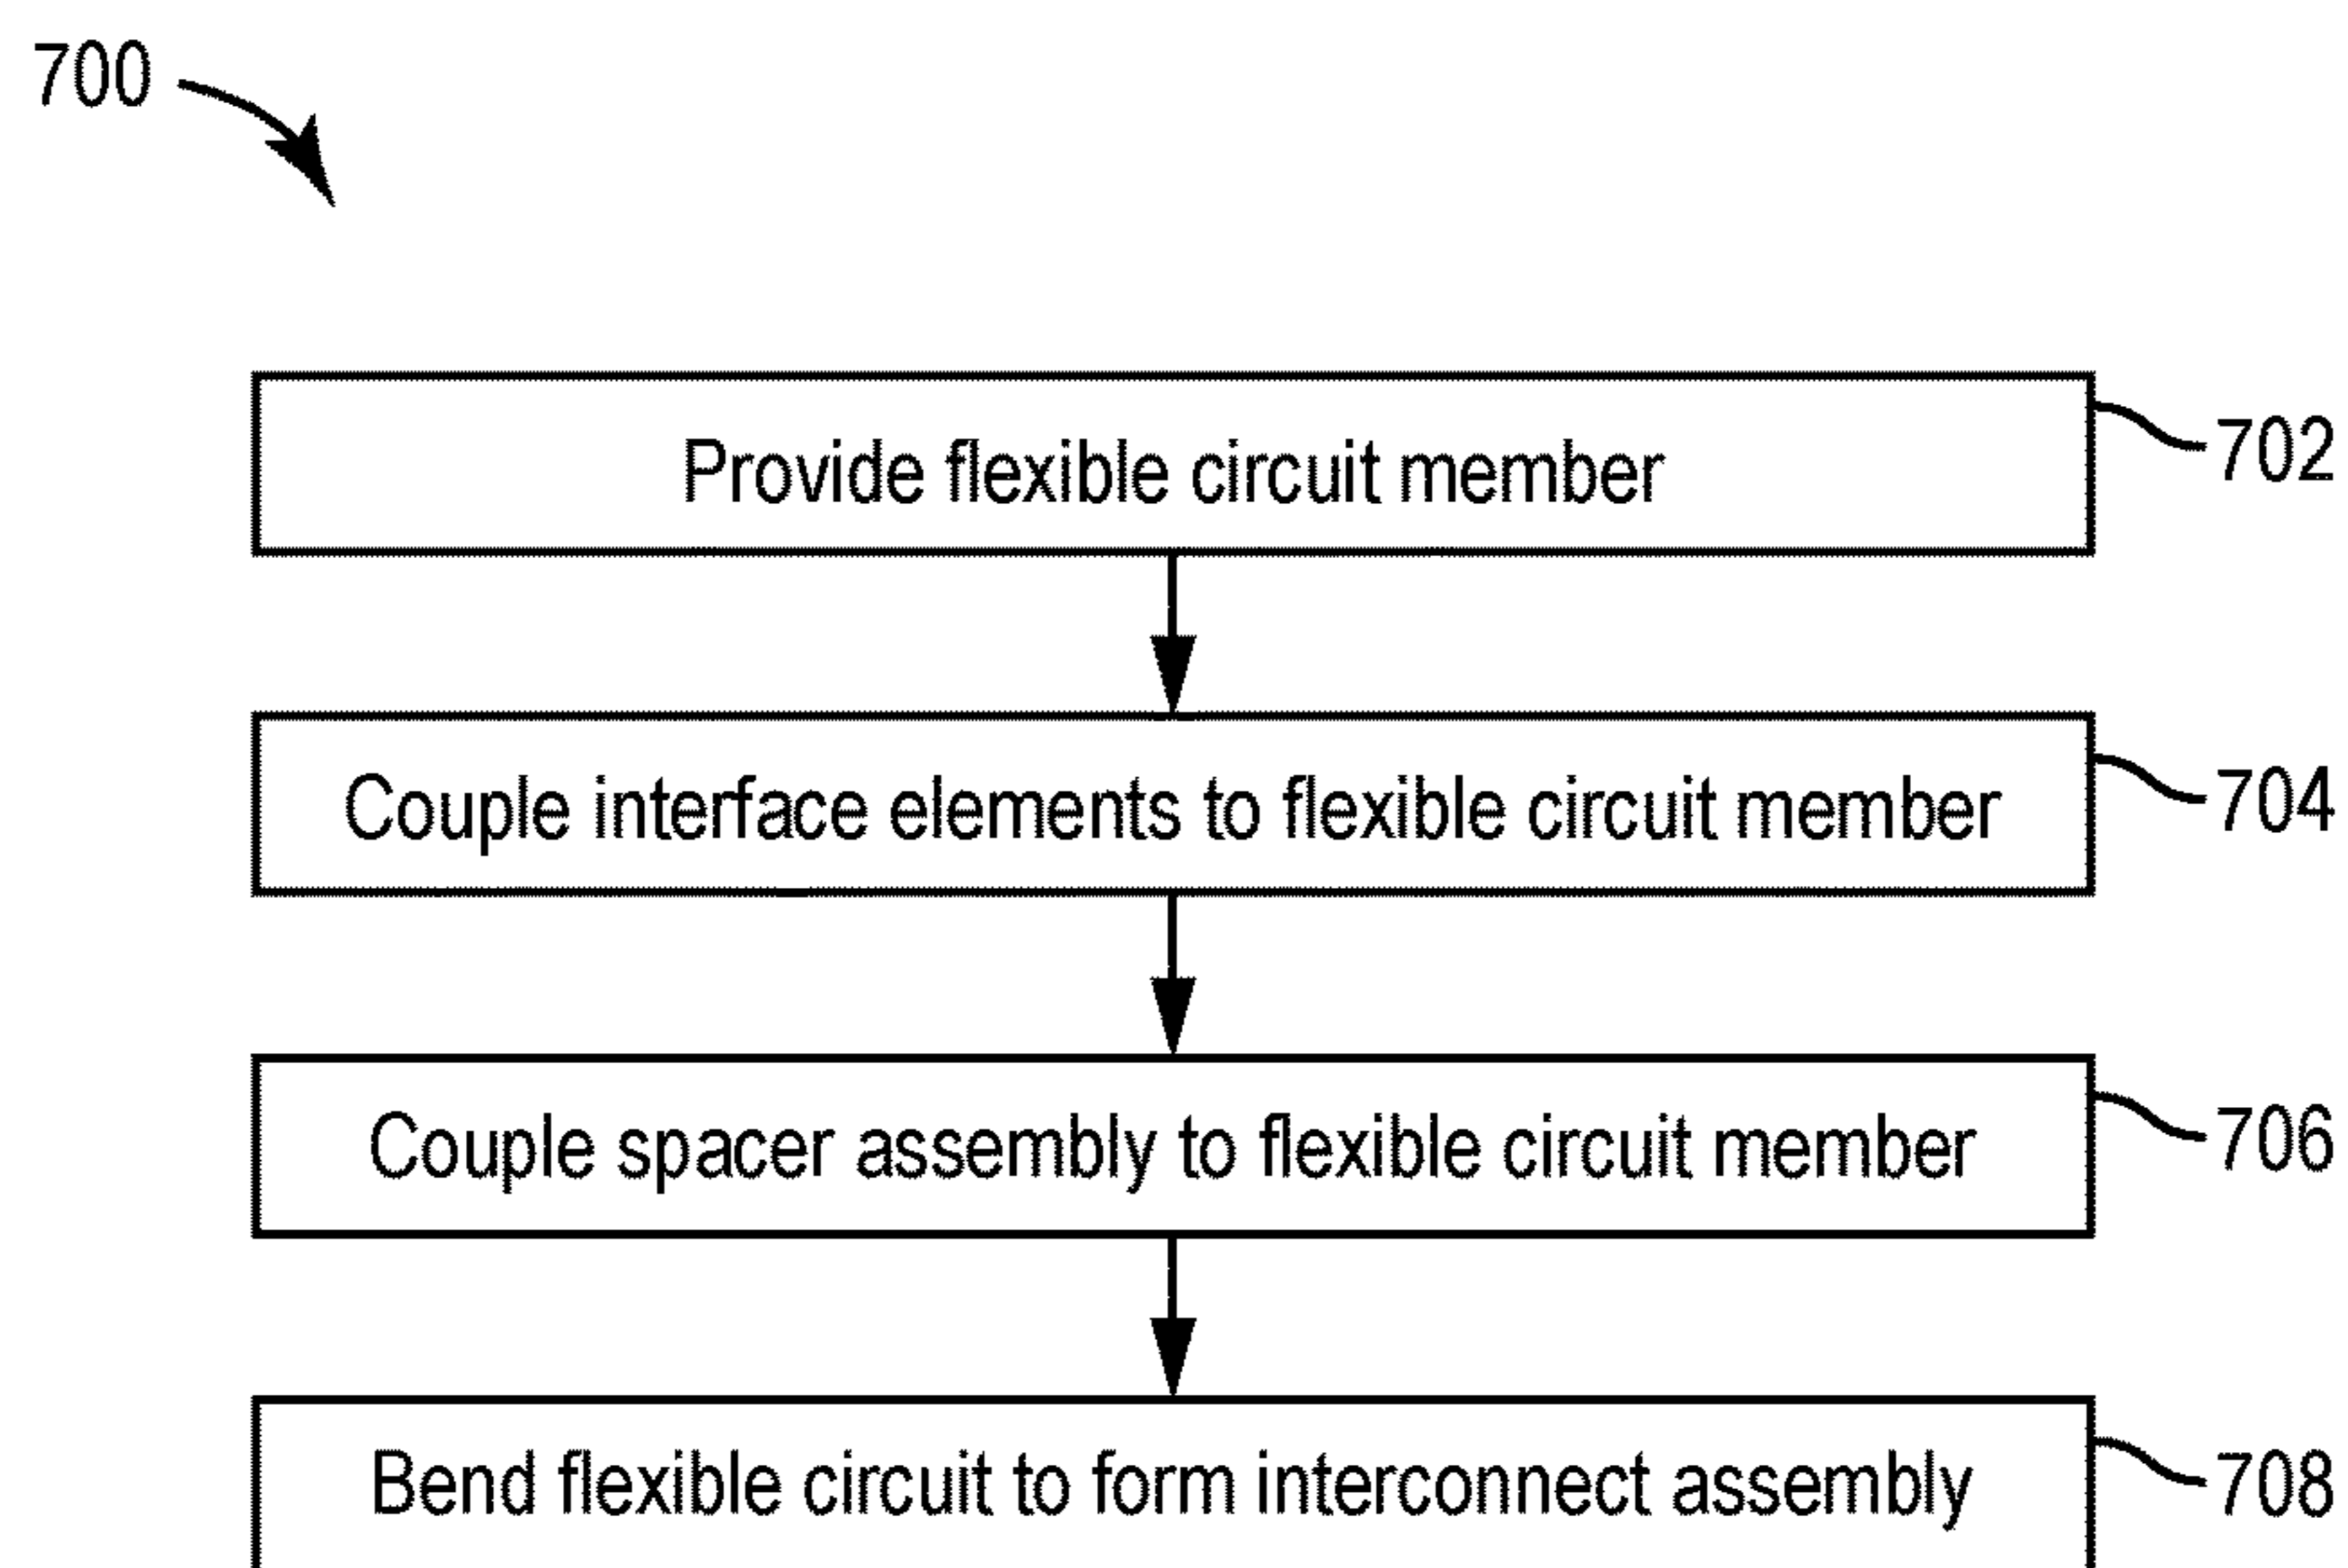 700
Provide flexible circuit member
702
Couple interface elements to flexible circuit member
704
Couple spacer assembly to flexible circuit member
706
Bend flexible circuit to form interconnect assembly
708